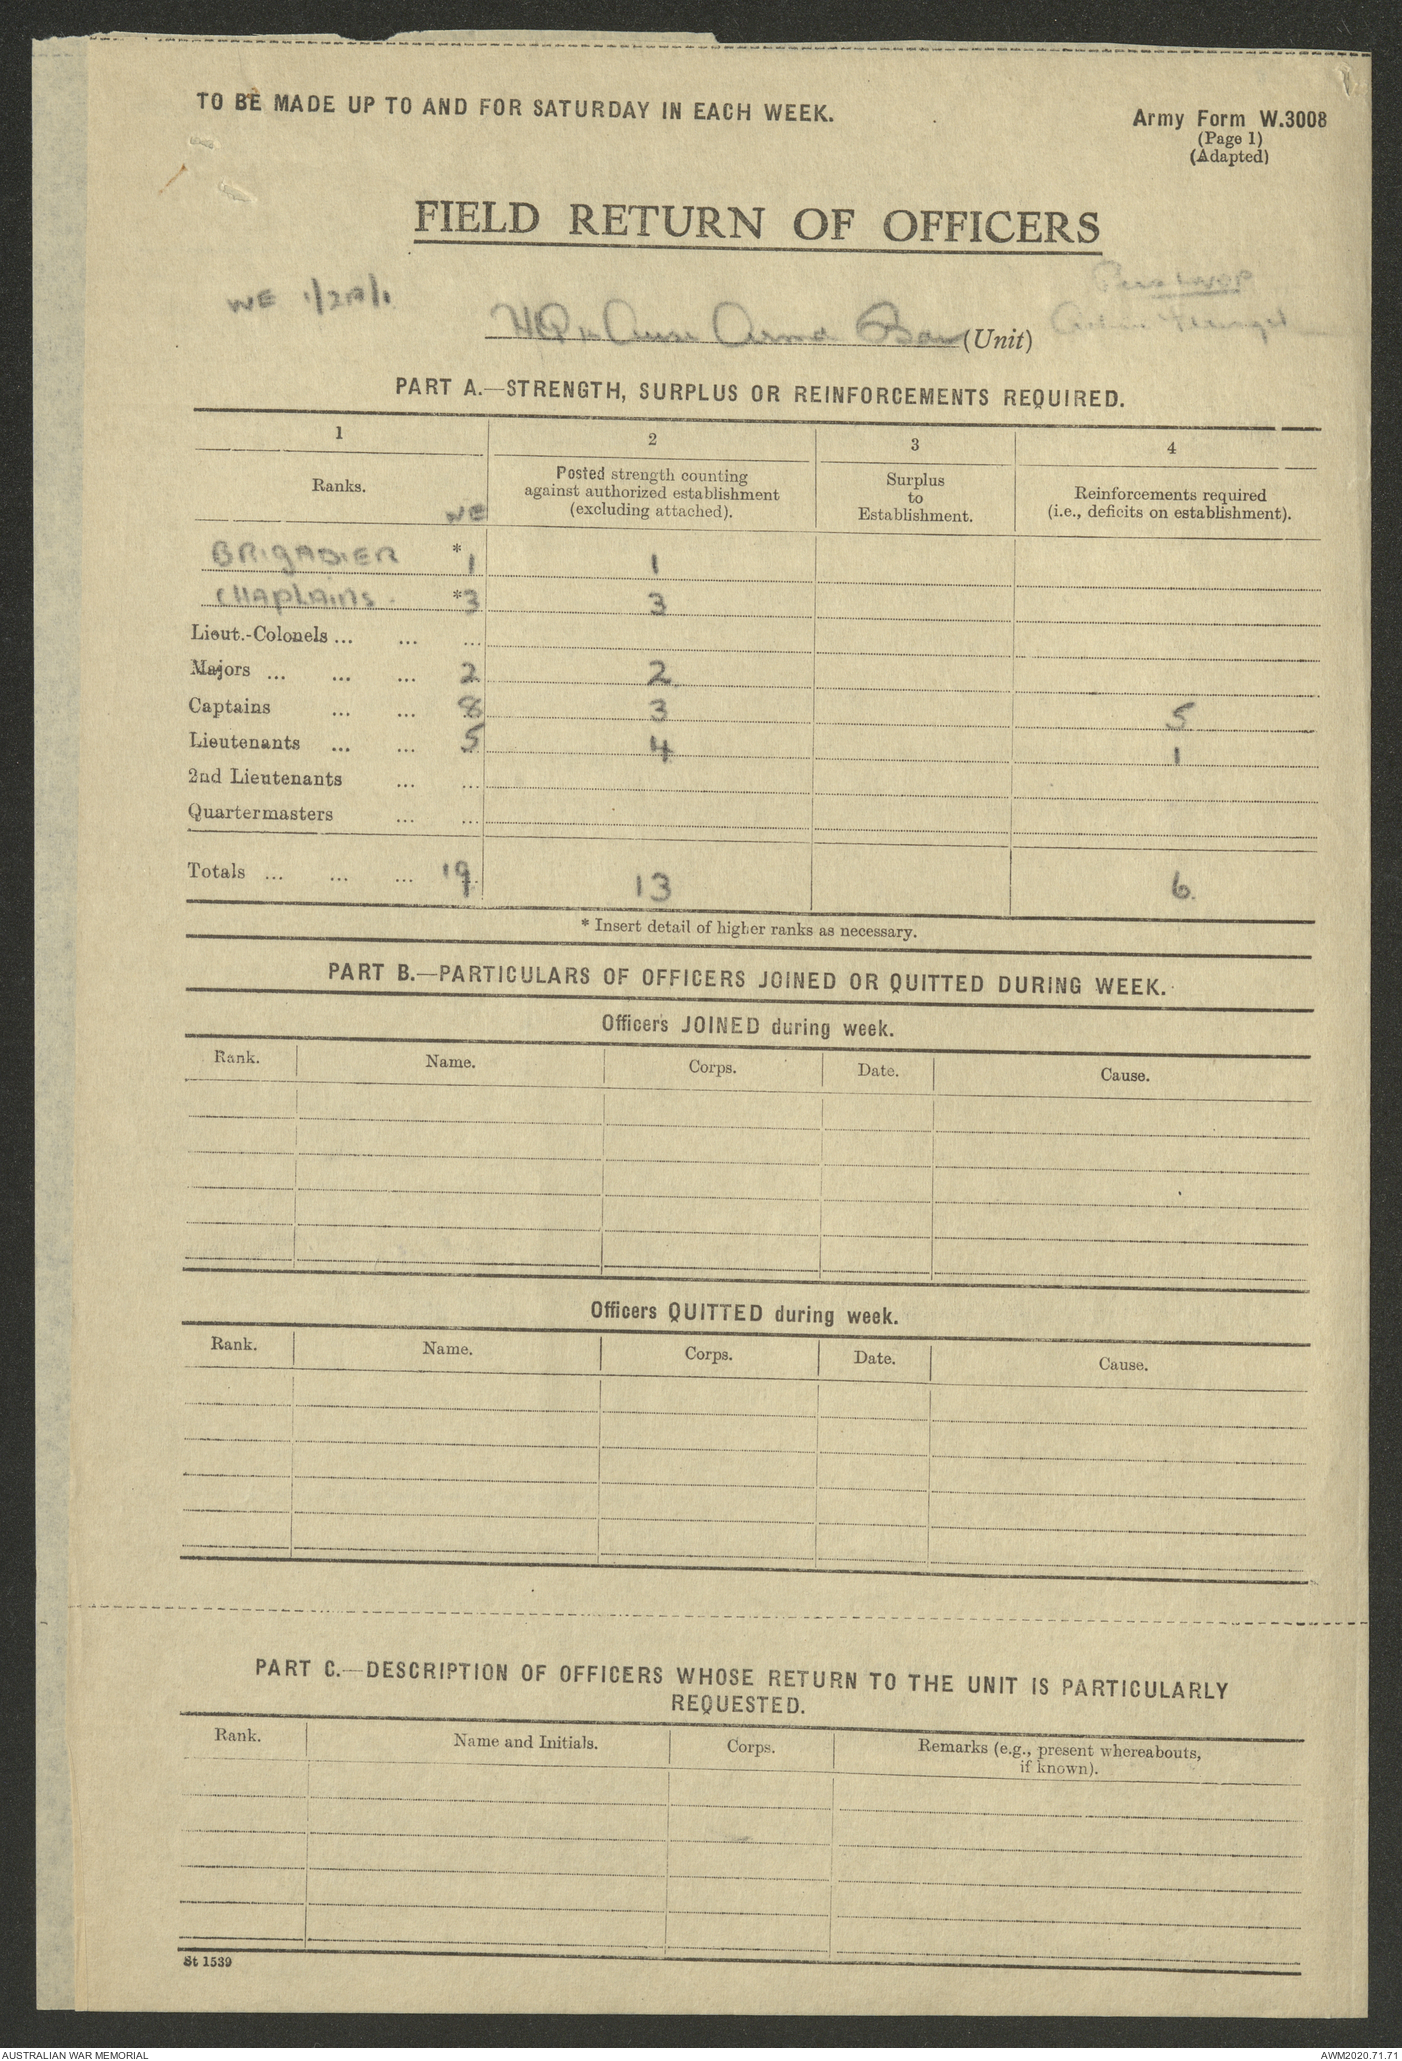 TO BE MADE UP TO AND FOR SATURDAY IN EACH WEEK.
Army Form W.3008
(Page 1)
(Adapted)
FIELD RETURN OF OFFICERS
WE 1/2A/1
HQ Aust Armd (Unit)
PART A.—STRENGTH, SURPLUS OR REINFORCEMENTS REQUIRED.
1 2 3 4
Ranks. WE Posted strength counting against authorized establishment (excluding attached). Surplus to Establishment. Reinforcements required (i.e., deficits on establishment).
BRIGADIER *1 1
CHAPLAINS. *3 3
Lieut.-Colonels ... ... ...
Majors ... ... ... 2 2
Captains ... ... 8 3 5
Lieutenants ... ... 5 4 1
2nd Lieutenants ... ...
Quartermasters ... ...
Totals ... ... ... 19 13 6
* Insert detail of higher ranks as necessary.
PART B.—PARTICULARS OF OFFICERS JOINED OR QUITTED DURING WEEK.
Officers JOINED during week.
Rank. Name. Corps. Date. Cause.
Officers QUITTED during week.
Rank. Name. Corps. Date. Cause.
PART C.—DESCRIPTION OF OFFICERS WHOSE RETURN TO THE UNIT IS PARTICULARLY
REQUESTED.
Rank. Name and Initials. Corps. Remarks (e.g., present whereabouts, if known).
St 1539
AUSTRALIAN WAR MEMORIAL
AWM2020.71.71